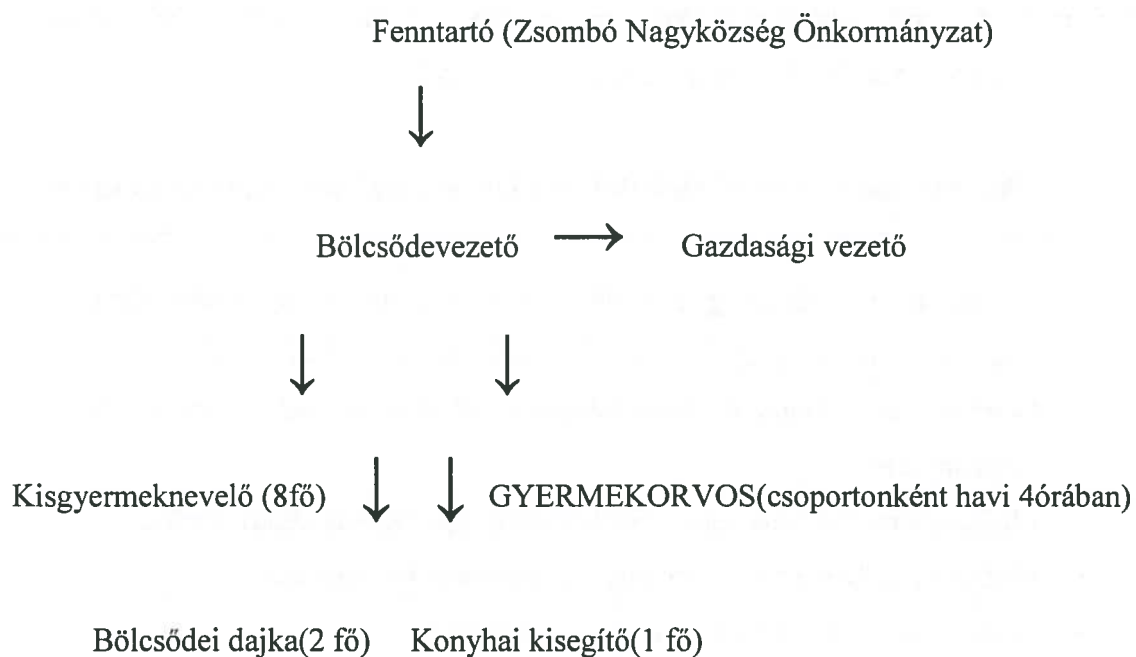 Fenntartó (Zsombó Nagyközség Önkormányzat)
Bölcsődevezető → Gazdasági vezető
Kisgyermeknevelő (8fő) GYERMEKORVOS(csoportonként havi 4órában)
Bölcsődei dajka(2 fő) Konyhai kisegítő(1 fő)